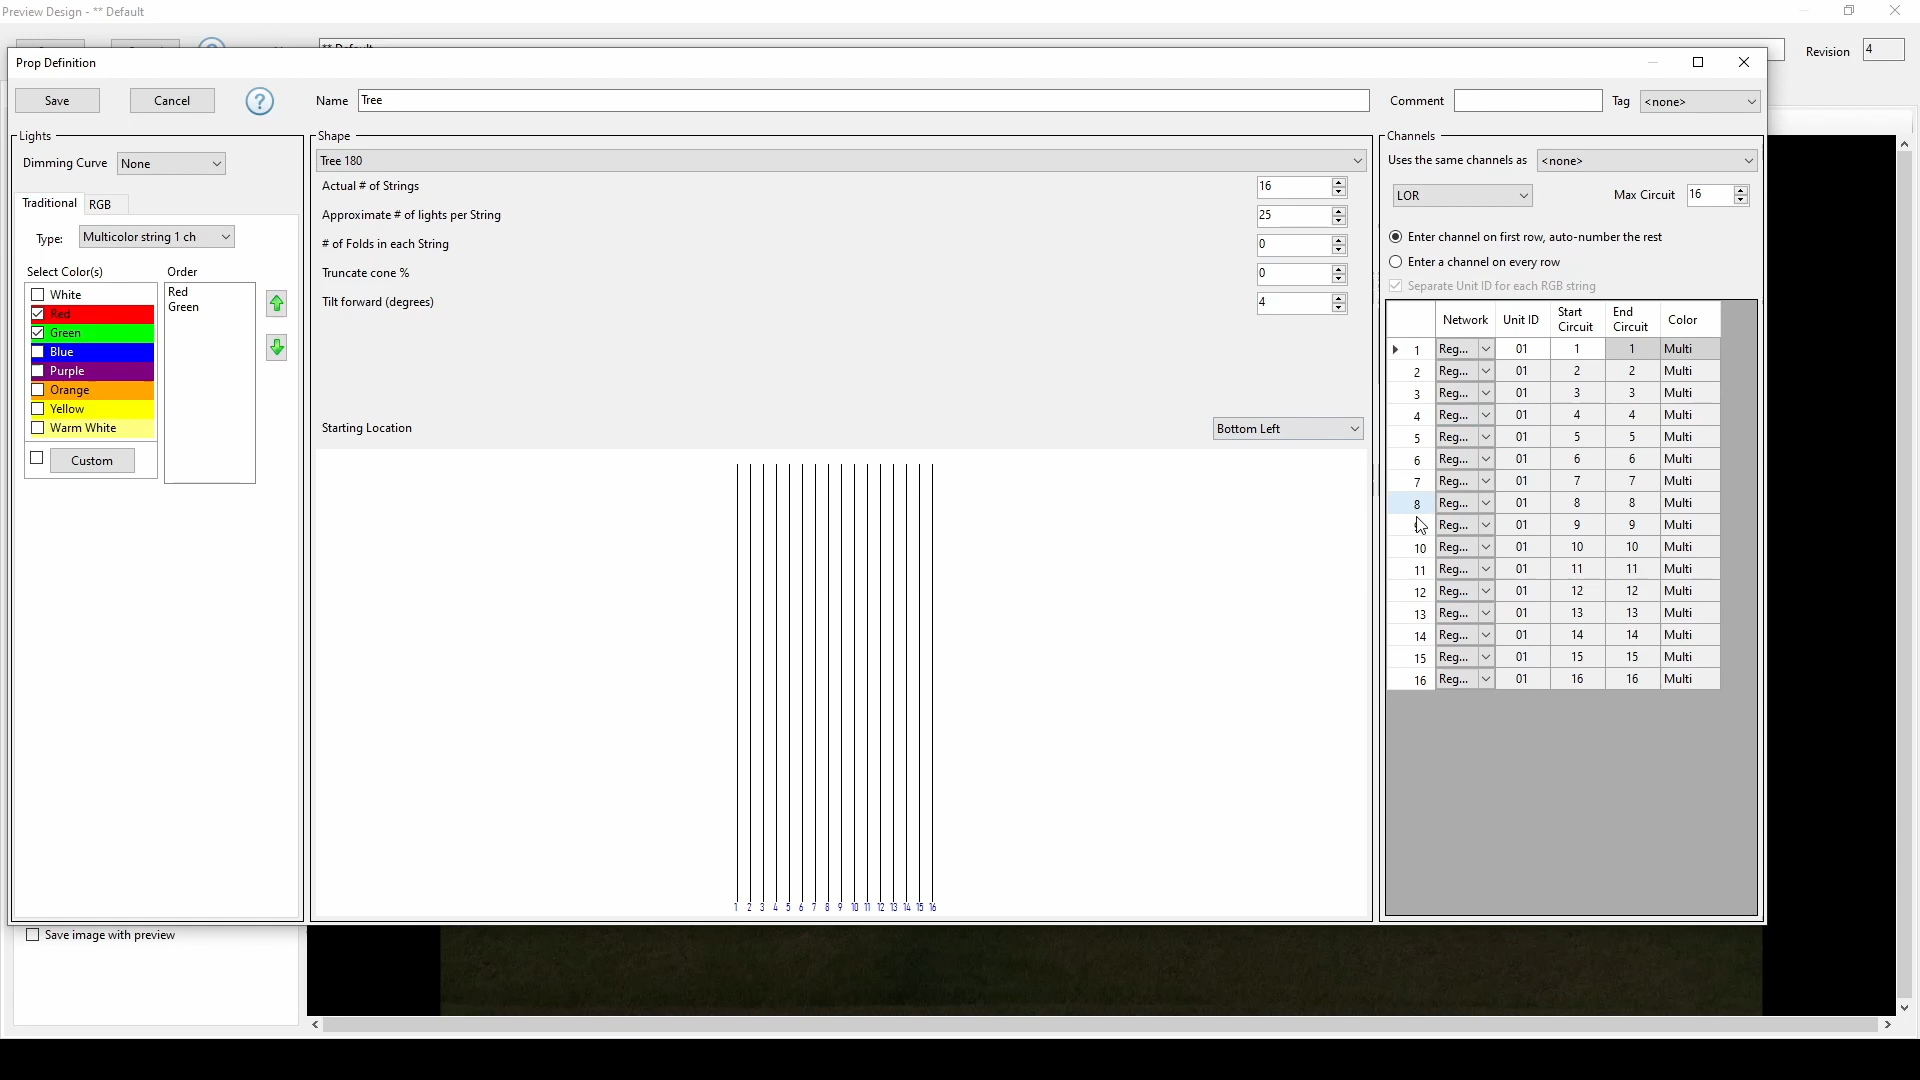 Preview Design - ** Default
Revision 4
Prop Definition
Save
Cancel
?
Name Tree
Comment
Tag <none>
Lights
Dimming Curve None
Traditional RGB
Type: Multicolor string 1 ch
Select Color(s)
White
Red
Green
Blue
Purple
Orange
Yellow
Warm White
Custom
Order
Red
Green
Shape
Tree 180
Actual # of Strings 16
Approximate # of lights per String 25
# of Folds in each String 0
Truncate cone % 0
Tilt forward (degrees) 4
Starting Location Bottom Left
1 2 3 4 5 6 7 8 9 10 11 12 13 14 15 16
Channels
Uses the same channels as <none>
LOR Max Circuit 16
Enter channel on first row, auto-number the rest
Enter a channel on every row
Separate Unit ID for each RGB string
Network Unit ID Start Circuit End Circuit Color
1 Reg... 01 1 1 Multi
2 Reg... 01 2 2 Multi
3 Reg... 01 3 3 Multi
4 Reg... 01 4 4 Multi
5 Reg... 01 5 5 Multi
6 Reg... 01 6 6 Multi
7 Reg... 01 7 7 Multi
8 Reg... 01 8 8 Multi
Reg... 01 9 9 Multi
10 Reg... 01 10 10 Multi
11 Reg... 01 11 11 Multi
12 Reg... 01 12 12 Multi
13 Reg... 01 13 13 Multi
14 Reg... 01 14 14 Multi
15 Reg... 01 15 15 Multi
16 Reg... 01 16 16 Multi
Save image with preview